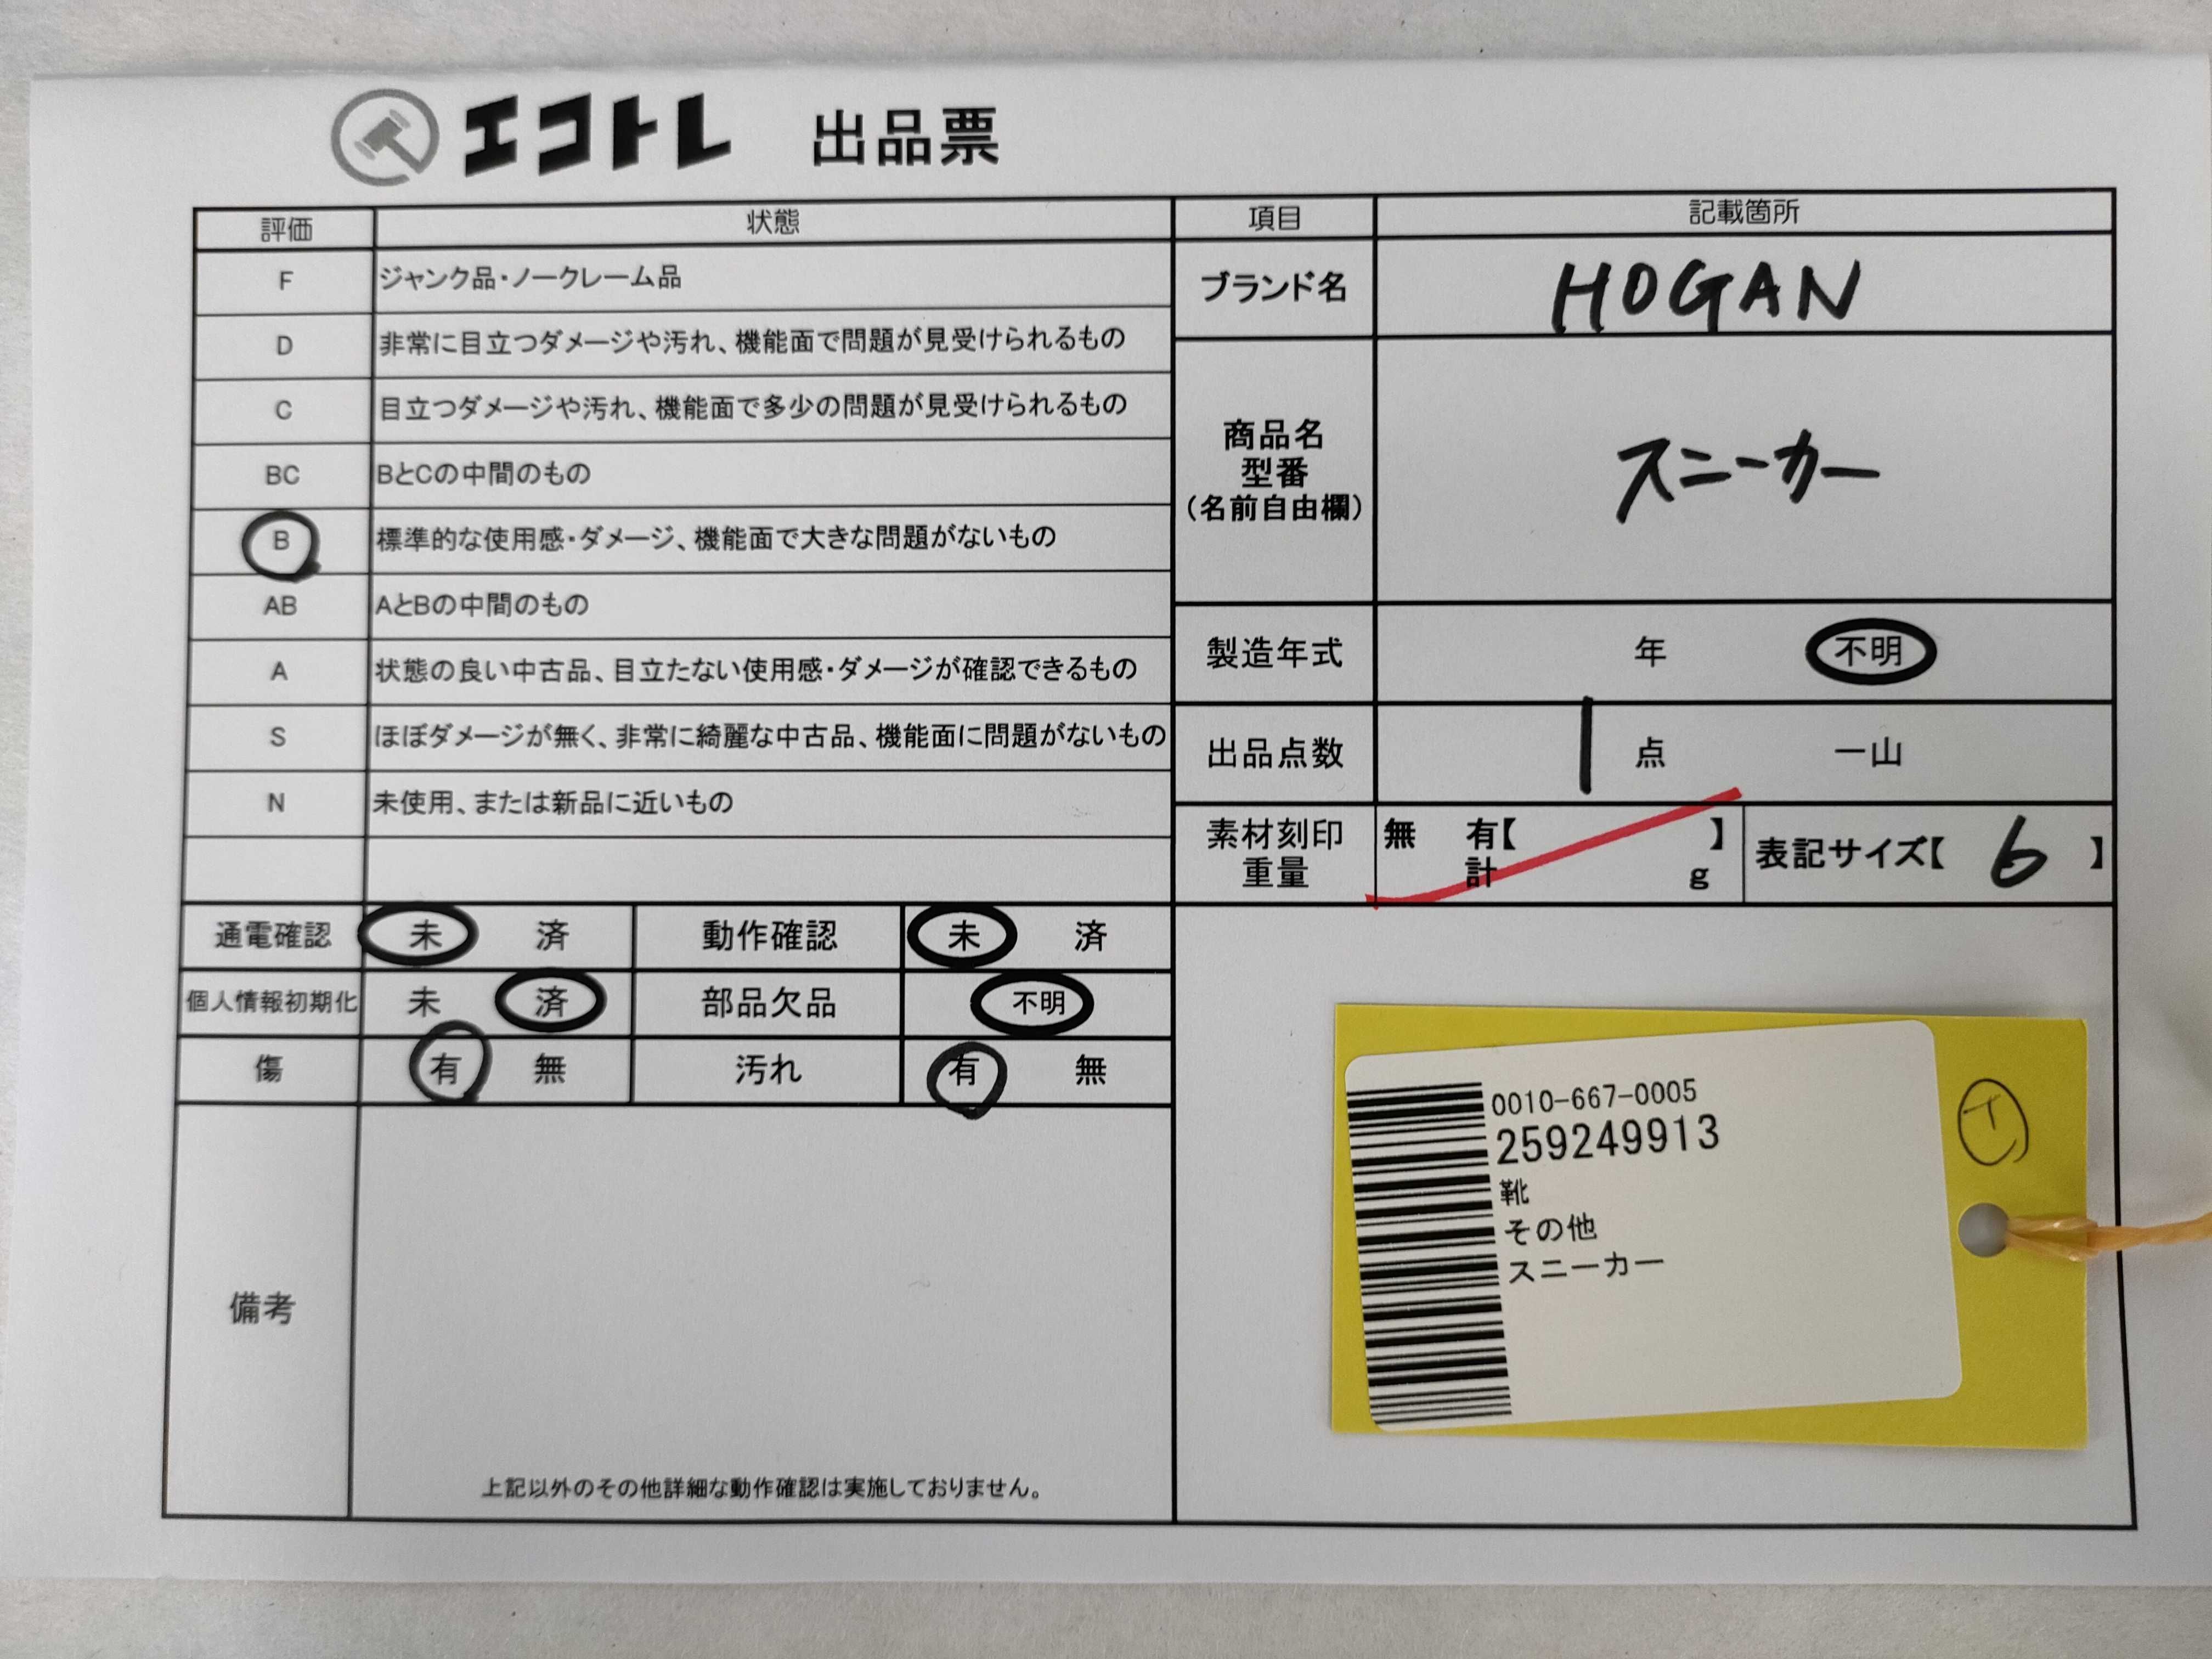 エコトレ 出品票
評価 状態
F ジャンク品・ノークレーム品
D 非常に目立つダメージや汚れ、機能面で問題が見受けられるもの
C 目立つダメージや汚れ、機能面で多少の問題が見受けられるもの
BC BとCの中間のもの
B 標準的な使用感・ダメージ、機能面で大きな問題がないもの
AB AとBの中間のもの
A 状態の良い中古品、目立たない使用感・ダメージが確認できるもの
S ほぼダメージが無く、非常に綺麗な中古品、機能面に問題がないもの
N 未使用、または新品に近いもの
通電確認 未 済 動作確認 未 済
個人情報初期化 未 済 部品欠品 不明
傷 有 無 汚れ 有 無
備考
上記以外のその他詳細な動作確認は実施しておりません。
項目 記載箇所
ブランド名 HOGAN
商品名
型番
(名前自由欄)
スニーカー
製造年式 年 不明
出品点数 1 点 一山
素材刻印 無 有【 】
重量 計 g
表記サイズ【 6 】
0010-667-0005
259249913
靴
その他
スニーカー
イ